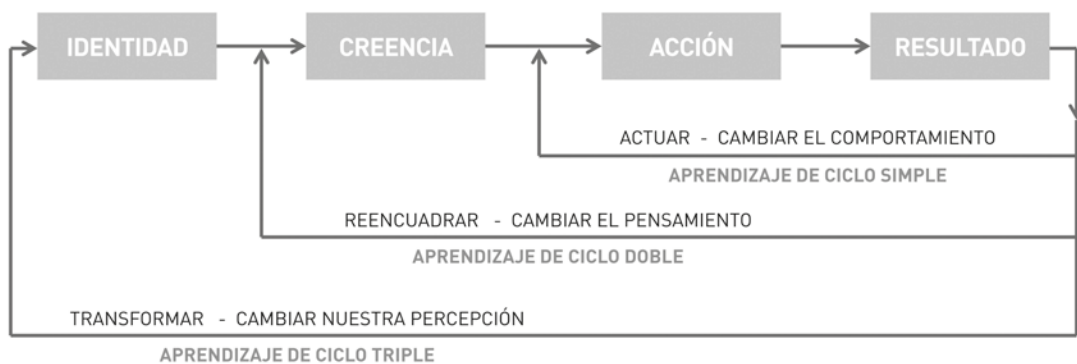 IDENTIDAD
CREENCIA
ACCIÓN
RESULTADO
ACTUAR - CAMBIAR EL COMPORTAMIENTO
APRENDIZAJE DE CICLO SIMPLE
REENCUADRAR - CAMBIAR EL PENSAMIENTO
APRENDIZAJE DE CICLO DOBLE
TRANSFORMAR - CAMBIAR NUESTRA PERCEPCIÓN
APRENDIZAJE DE CICLO TRIPLE